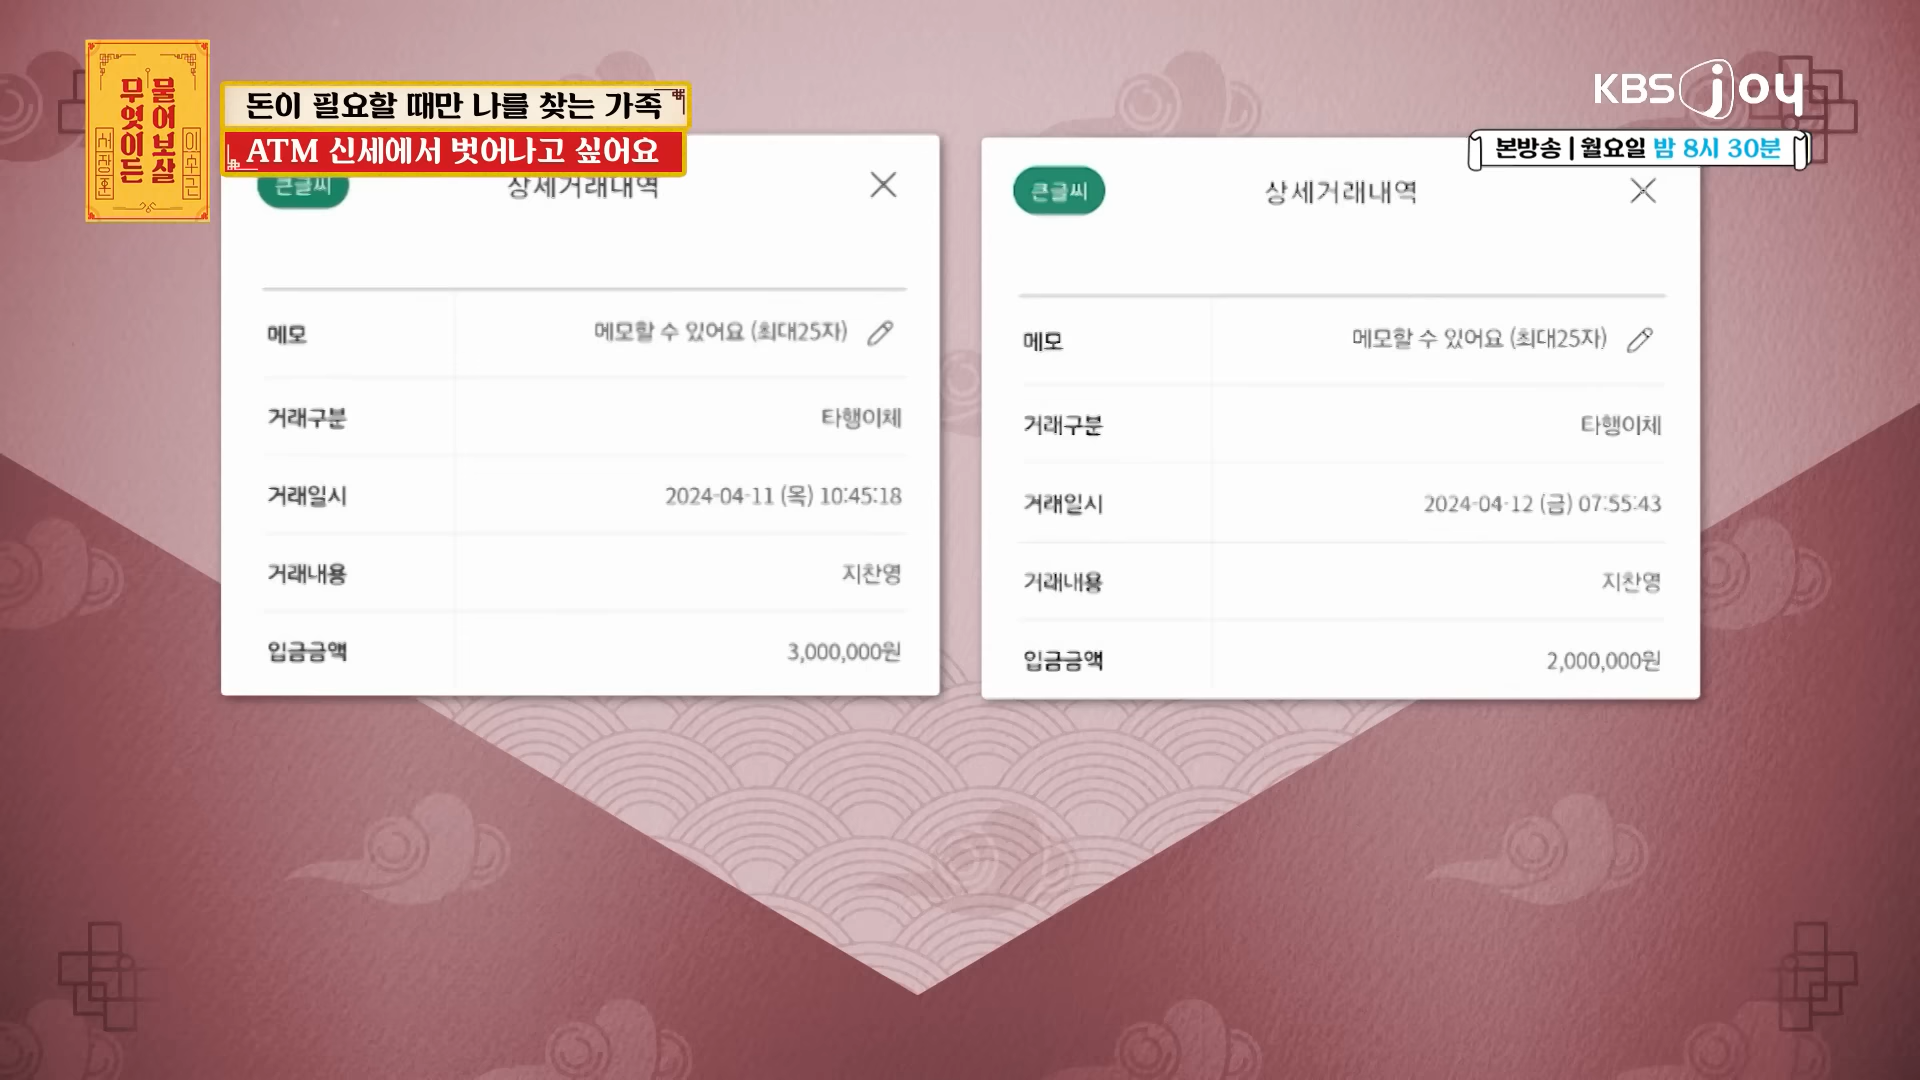 무엇이든
물어보살
서장훈
이수근
돈이 필요할 때만 나를 찾는 가족
ATM 신세에서 벗어나고 싶어요
KBS joy
본방송 | 월요일 밤 8시 30분
큰글씨
상세거래내역
메모
메모할 수 있어요 (최대25자)
거래구분
타행이체
거래일시
2024-04-11 (목) 10:45:18
거래내용
지찬영
입금금액
3,000,000원
큰글씨
상세거래내역
메모
메모할 수 있어요 (최대25자)
거래구분
타행이체
거래일시
2024-04-12 (금) 07:55:43
거래내용
지찬영
입금금액
2,000,000원